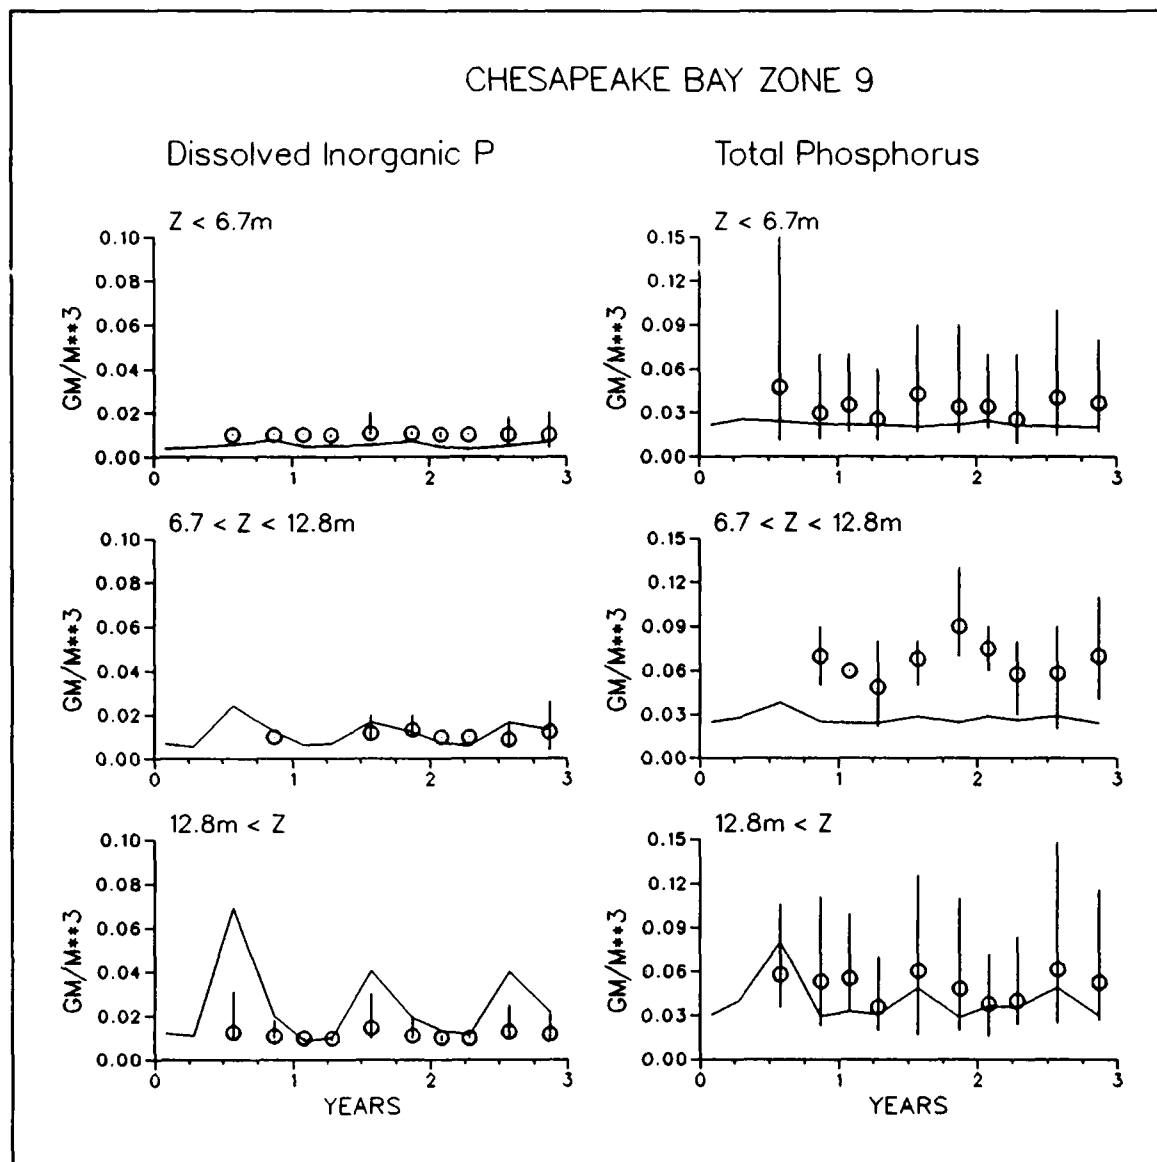 CHESAPEAKE BAY ZONE 9
Dissolved Inorganic P
Total Phosphorus
Z < 6.7m
GM/M**3
0.10
0.08
0.06
0.04
0.02
0.00
0 1 2 3
Z < 6.7m
GM/M**3
0.15
0.12
0.09
0.06
0.03
0.00
0 1 2 3
6.7 < Z < 12.8m
GM/M**3
0.10
0.08
0.06
0.04
0.02
0.00
0 1 2 3
6.7 < Z < 12.8m
GM/M**3
0.15
0.12
0.09
0.06
0.03
0.00
0 1 2 3
12.8m < Z
GM/M**3
0.10
0.08
0.06
0.04
0.02
0.00
0 1 2 3
YEARS
12.8m < Z
GM/M**3
0.15
0.12
0.09
0.06
0.03
0.00
0 1 2 3
YEARS